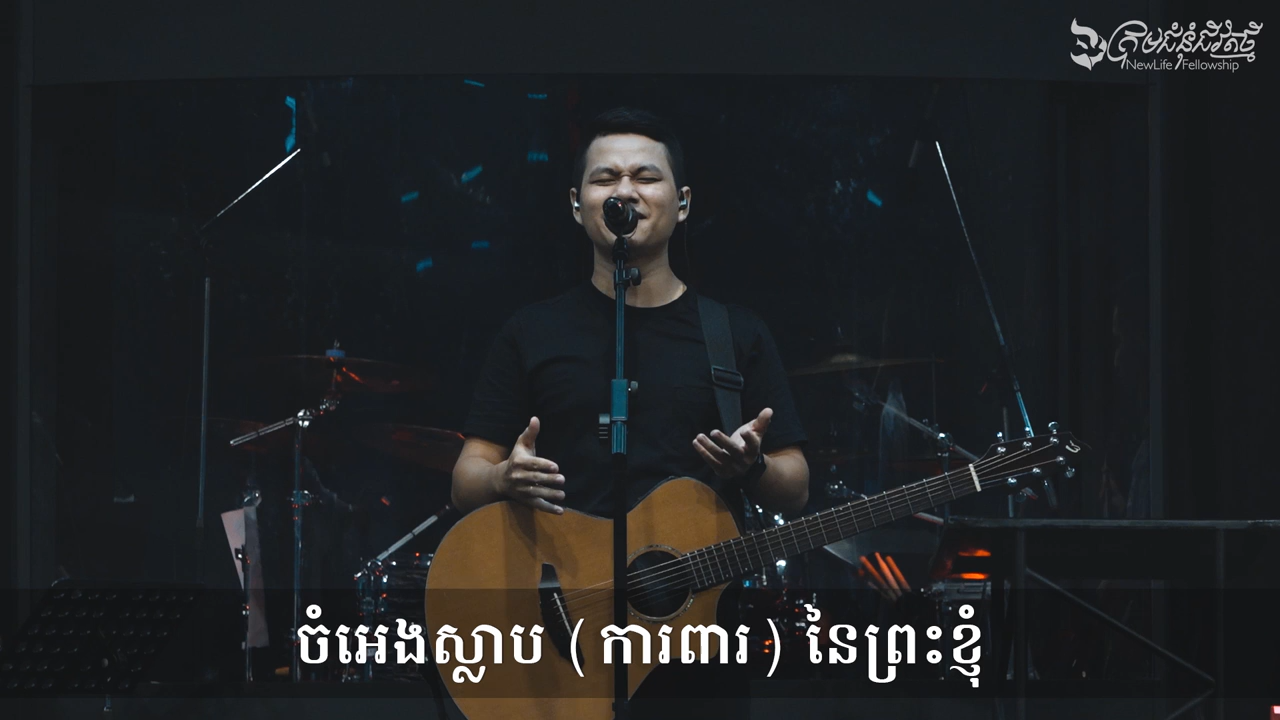 ក្រុមជំនុំជីវិតថ្មី
NewLife Fellowship
ចំអេងស្លាប ( ការពារ ) នៃព្រះខ្ញុំ